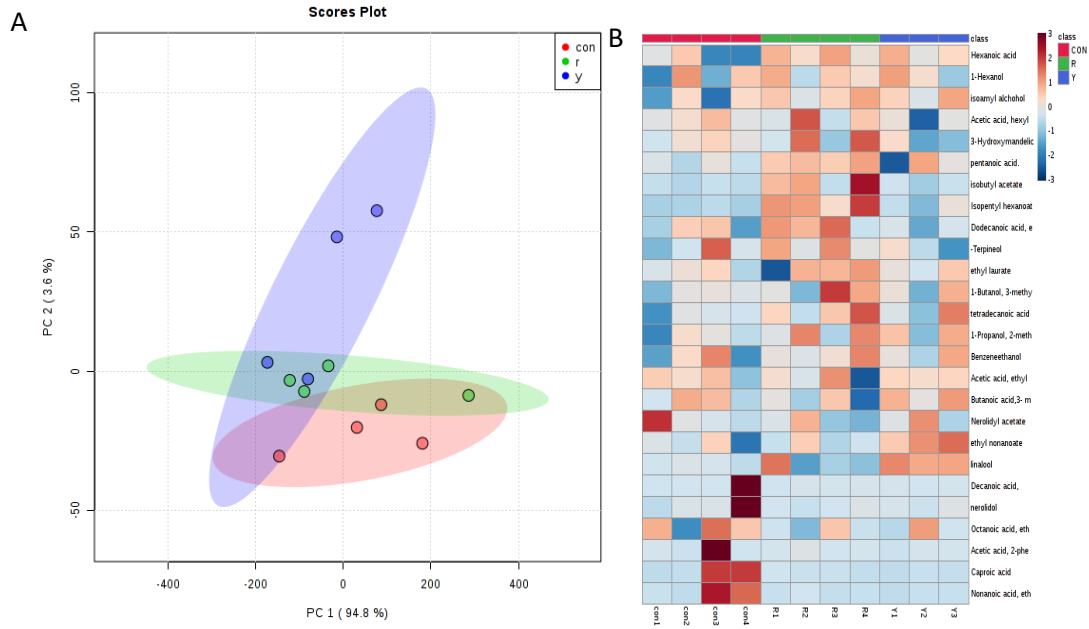 A
Scores Plot
con
r
y
100
50
0
-50
PC 2 ( 3.6 %)
-400
-200
0
200
400
PC 1 ( 94.8 %)
B
class
Hexanoic acid
1-Hexanol
isoamyl alchohol
Acetic acid, hexyl
3-Hydroxymandelic
pentanoic acid.
isobutyl acetate
Isopentyl hexanoat
Dodecanoic acid, e
-Terpineol
ethyl laurate
1-Butanol, 3-methy
tetradecanoic acid
1-Propanol, 2-meth
Benzeneethanol
Acetic acid, ethyl
Butanoic acid,3- m
Nerolidyl acetate
ethyl nonanoate
linalool
Decanoic acid,
nerolidol
Octanoic acid, eth
Acetic acid, 2-phe
Caproic acid
Nonanoic acid, eth
con1
con2
con3
con4
R1
R2
R3
R4
Y1
Y2
Y3
3
2
1
0
-1
-2
-3
class
CON
R
Y